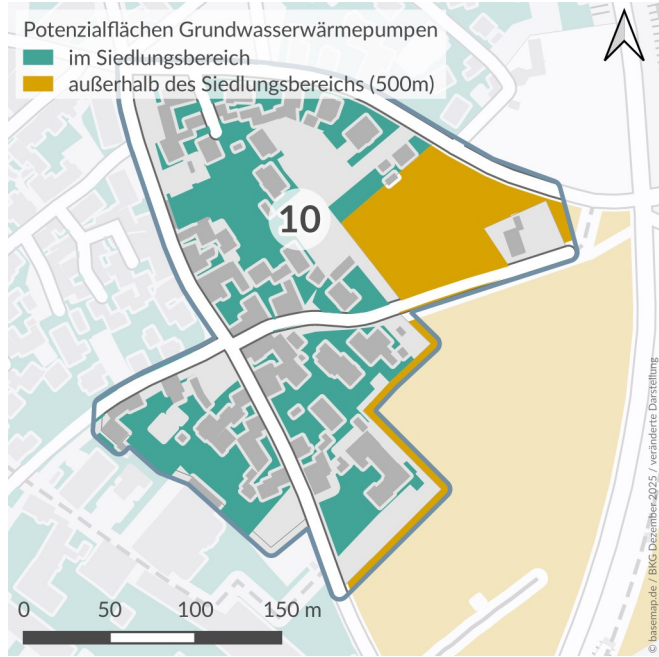 Potenzialflächen Grundwasserwärmepumpen
im Siedlungsbereich
außerhalb des Siedlungsbereichs (500m)
10
0 50 100 150 m
© basemap.de / BKG Dezember 2025 / veränderte Darstellung